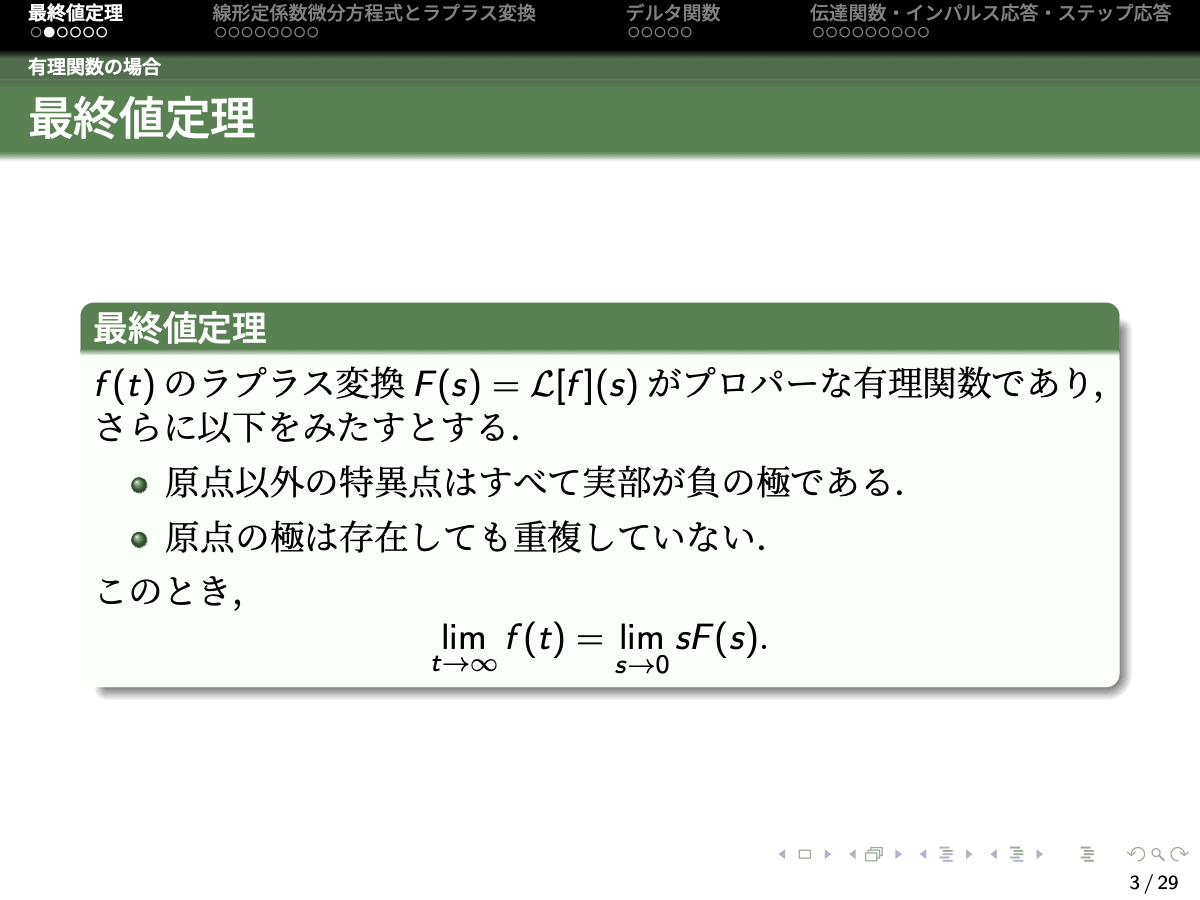 最終値定理 線形定係数微分方程式とラプラス変換 デルタ関数 伝達関数・インパルス応答・ステップ応答
有理関数の場合
最終値定理
最終値定理
f(t) のラプラス変換 F(s) = ℒ[f](s) がプロパーな有理関数であり,
さらに以下をみたすとする.
原点以外の特異点はすべて実部が負の極である.
原点の極は存在しても重複していない.
このとき,
lim f(t) = lim sF(s).
t→∞ s→0
3 / 29